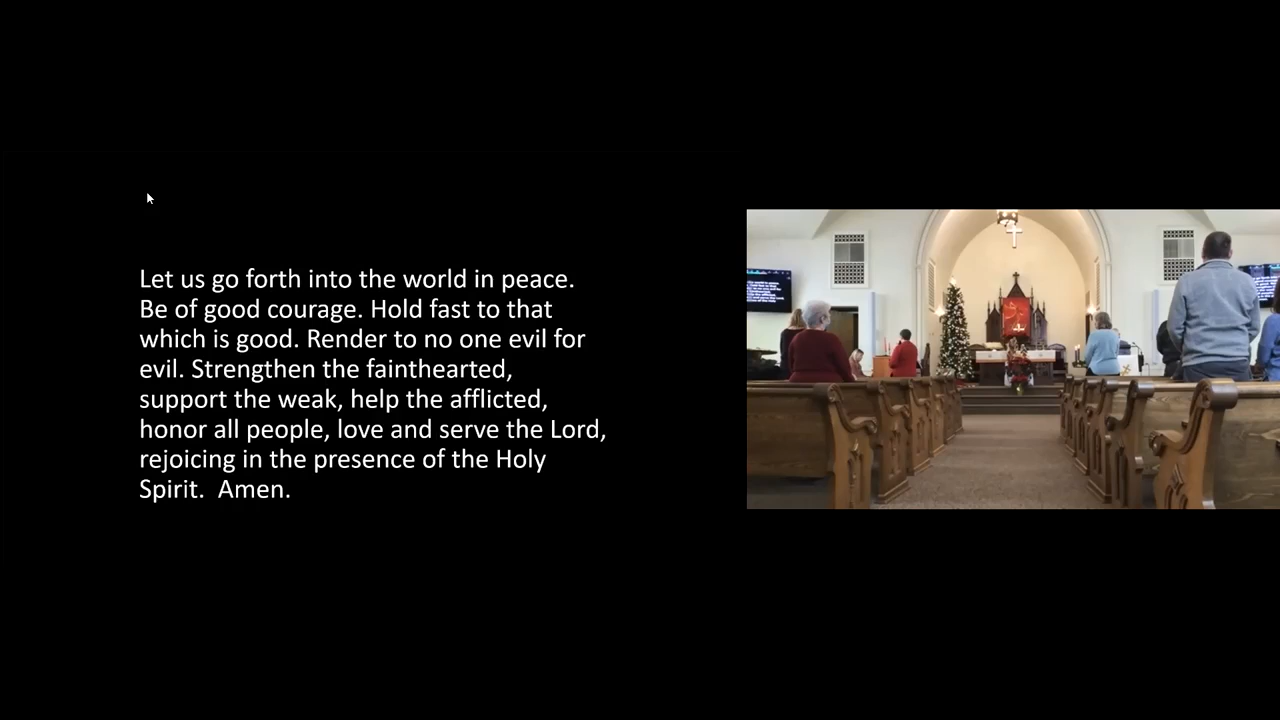 Let us go forth into the world in peace.
Be of good courage. Hold fast to that
which is good. Render to no one evil for
evil. Strengthen the fainthearted,
support the weak, help the afflicted,
honor all people, love and serve the Lord,
rejoicing in the presence of the Holy
Spirit.  Amen.